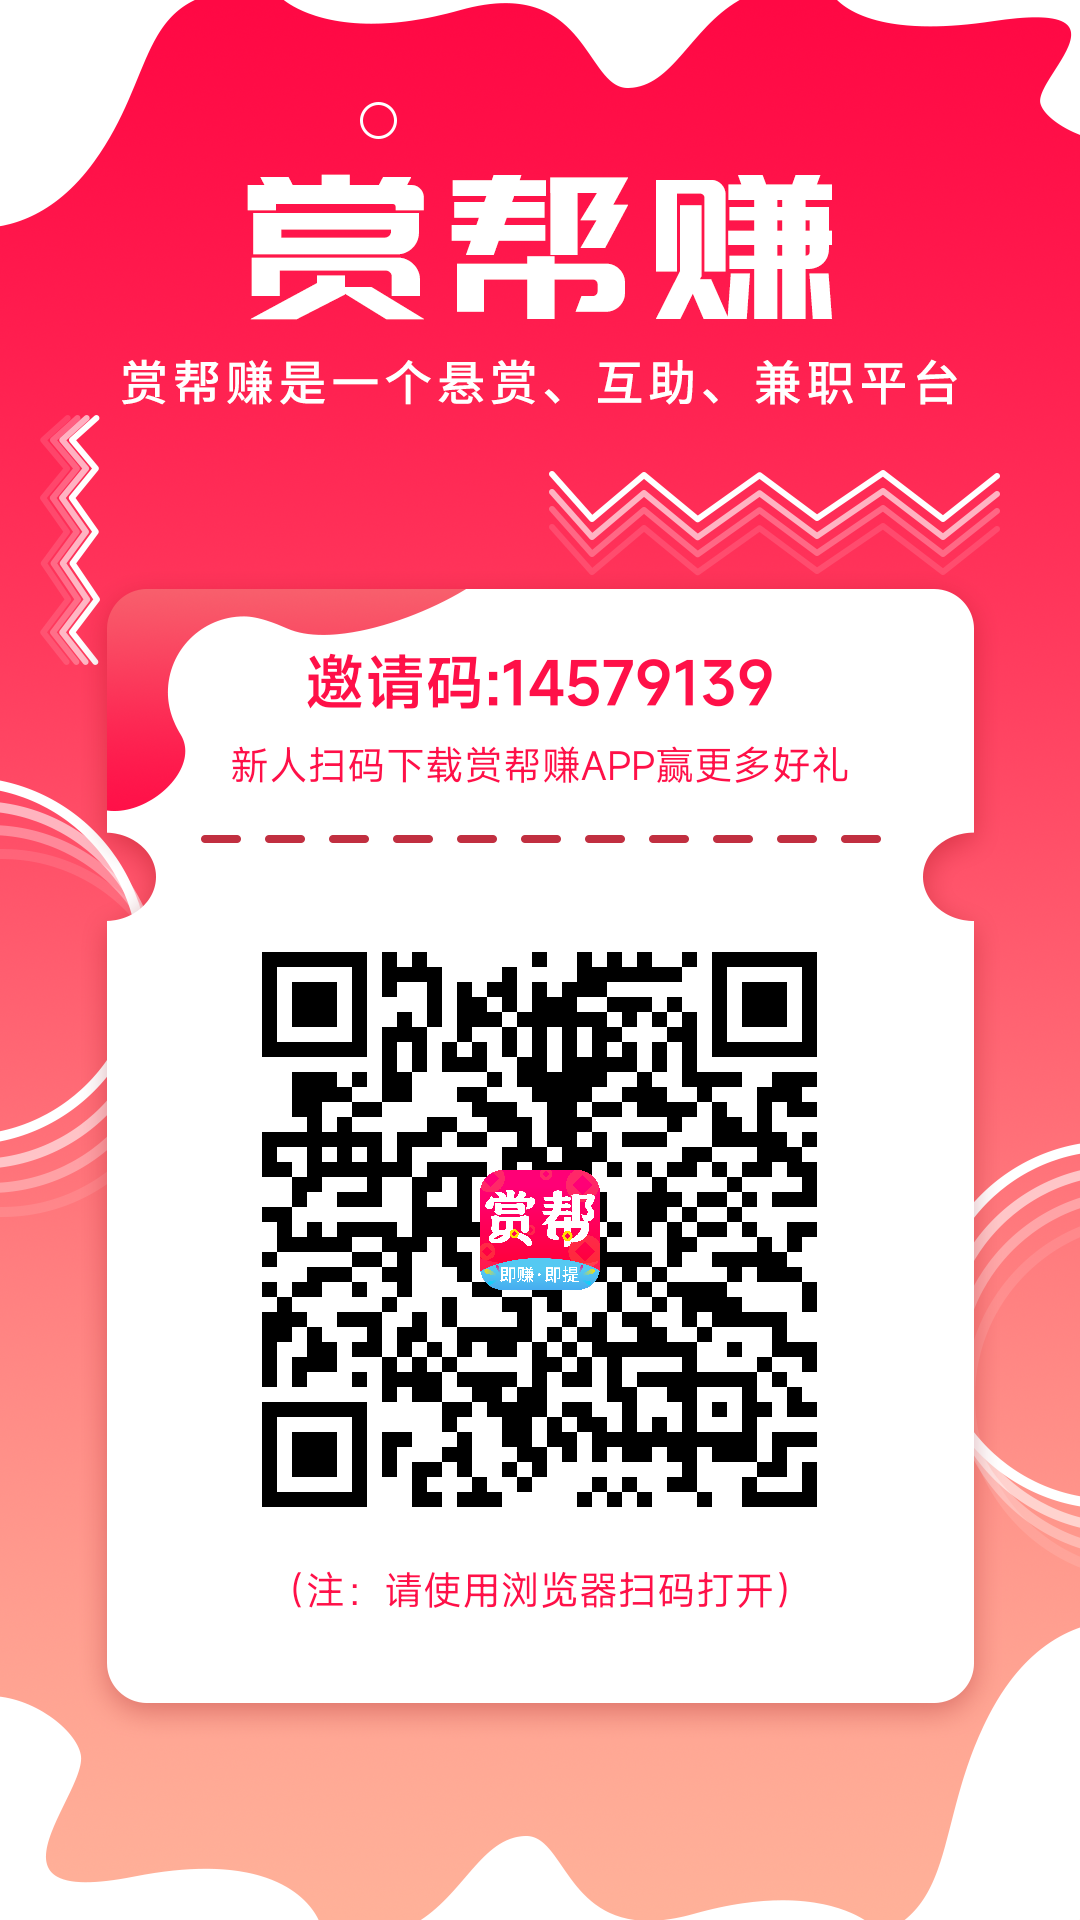 赏帮赚
赏帮赚是一个悬赏、互助、兼职平台
邀请码:14579139
新人扫码下载赏帮赚APP赢更多好礼
赏帮
即赚·即提
（注：请使用浏览器扫码打开）